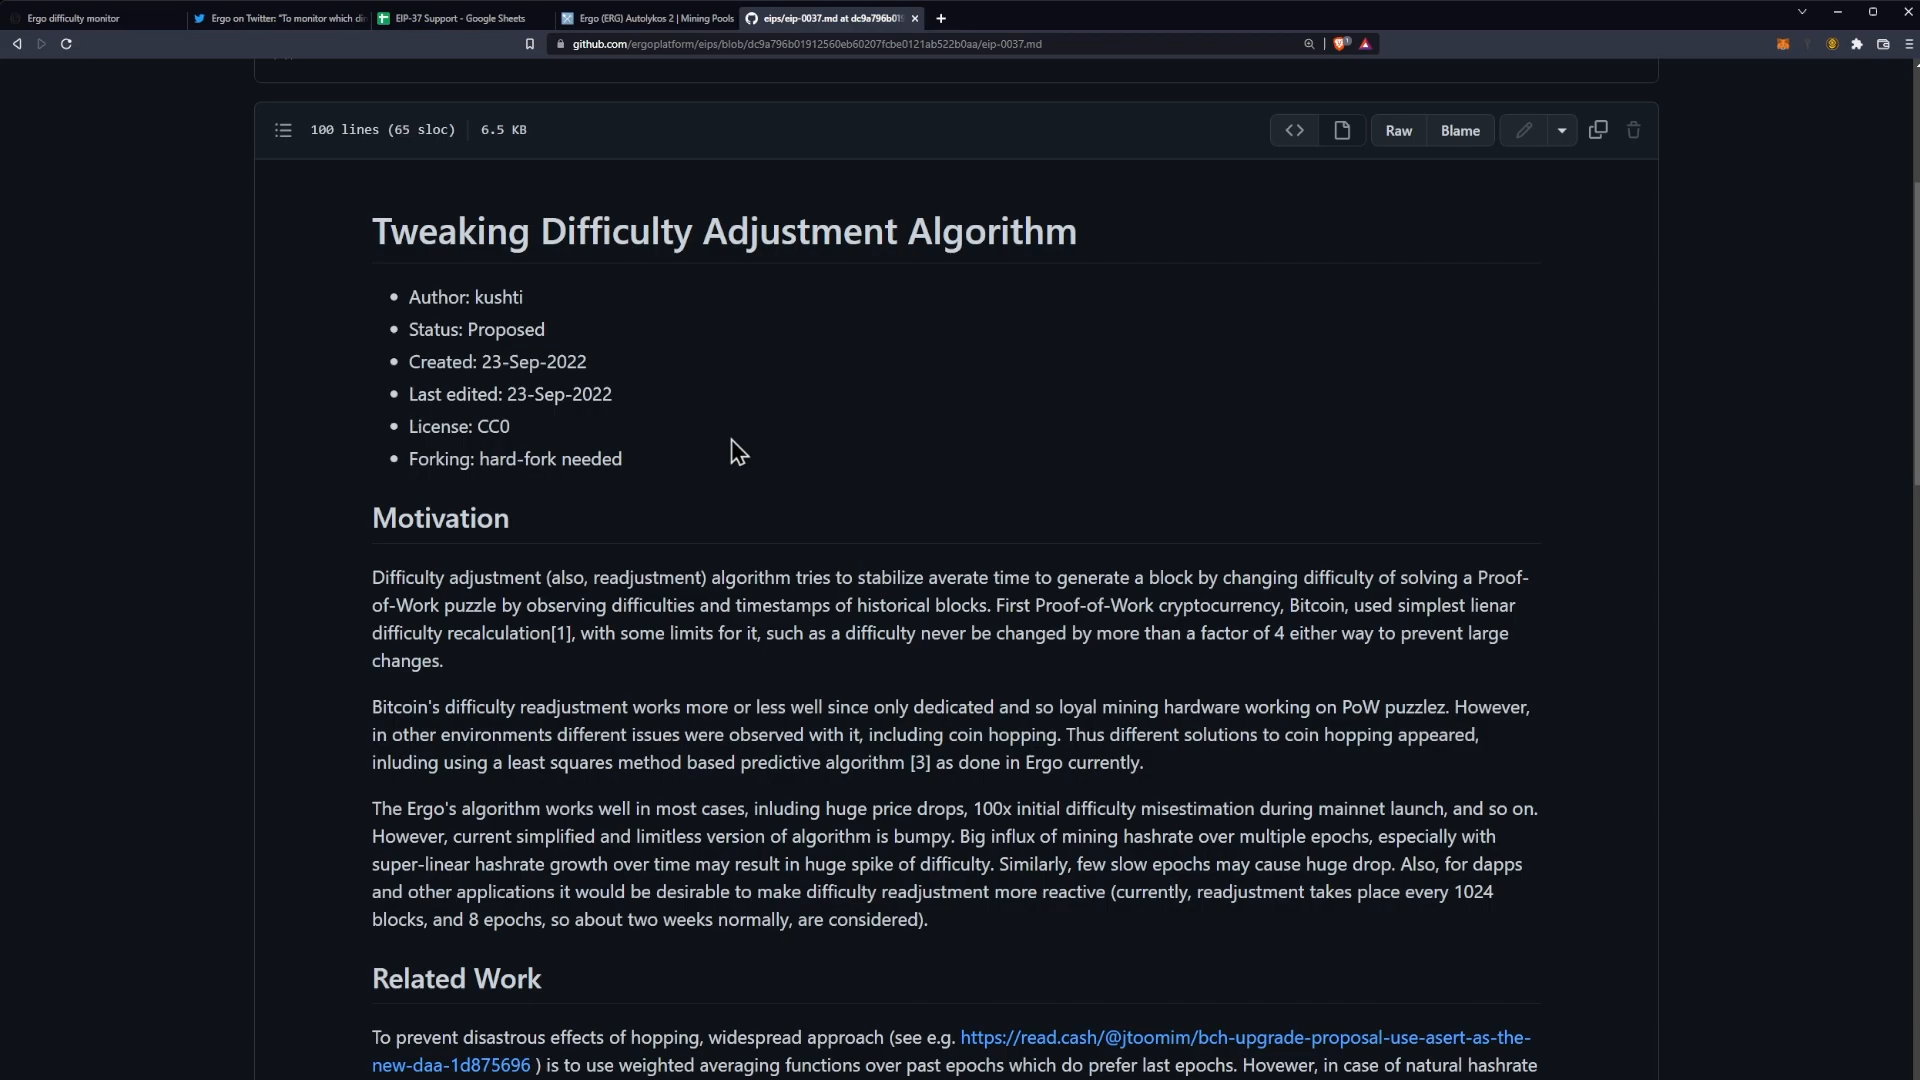 Ergo difficulty monitor
Ergo on Twitter: "To monitor which di
EIP-37 Support - Google Sheets
Ergo (ERG) Autolykos 2 | Mining Pools
eips/eip-0037.md at dc9a796b01
github.com/ergoplatform/eips/blob/dc9a796b01912560eb60207fcbe0121ab522b0aa/eip-0037.md
100 lines (65 sloc)
6.5 KB
Raw
Blame
Tweaking Difficulty Adjustment Algorithm
Author: kushti
Status: Proposed
Created: 23-Sep-2022
Last edited: 23-Sep-2022
License: CC0
Forking: hard-fork needed
Motivation
Difficulty adjustment (also, readjustment) algorithm tries to stabilize averate time to generate a block by changing difficulty of solving a Proof-
of-Work puzzle by observing difficulties and timestamps of historical blocks. First Proof-of-Work cryptocurrency, Bitcoin, used simplest lienar
difficulty recalculation[1], with some limits for it, such as a difficulty never be changed by more than a factor of 4 either way to prevent large
changes.
Bitcoin's difficulty readjustment works more or less well since only dedicated and so loyal mining hardware working on PoW puzzlez. However,
in other environments different issues were observed with it, including coin hopping. Thus different solutions to coin hopping appeared,
inluding using a least squares method based predictive algorithm [3] as done in Ergo currently.
The Ergo's algorithm works well in most cases, inluding huge price drops, 100x initial difficulty misestimation during mainnet launch, and so on.
However, current simplified and limitless version of algorithm is bumpy. Big influx of mining hashrate over multiple epochs, especially with
super-linear hashrate growth over time may result in huge spike of difficulty. Similarly, few slow epochs may cause huge drop. Also, for dapps
and other applications it would be desirable to make difficulty readjustment more reactive (currently, readjustment takes place every 1024
blocks, and 8 epochs, so about two weeks normally, are considered).
Related Work
To prevent disastrous effects of hopping, widespread approach (see e.g. https://read.cash/@jtoomim/bch-upgrade-proposal-use-asert-as-the-
new-daa-1d875696 ) is to use weighted averaging functions over past epochs which do prefer last epochs. Hovewer, in case of natural hashrate